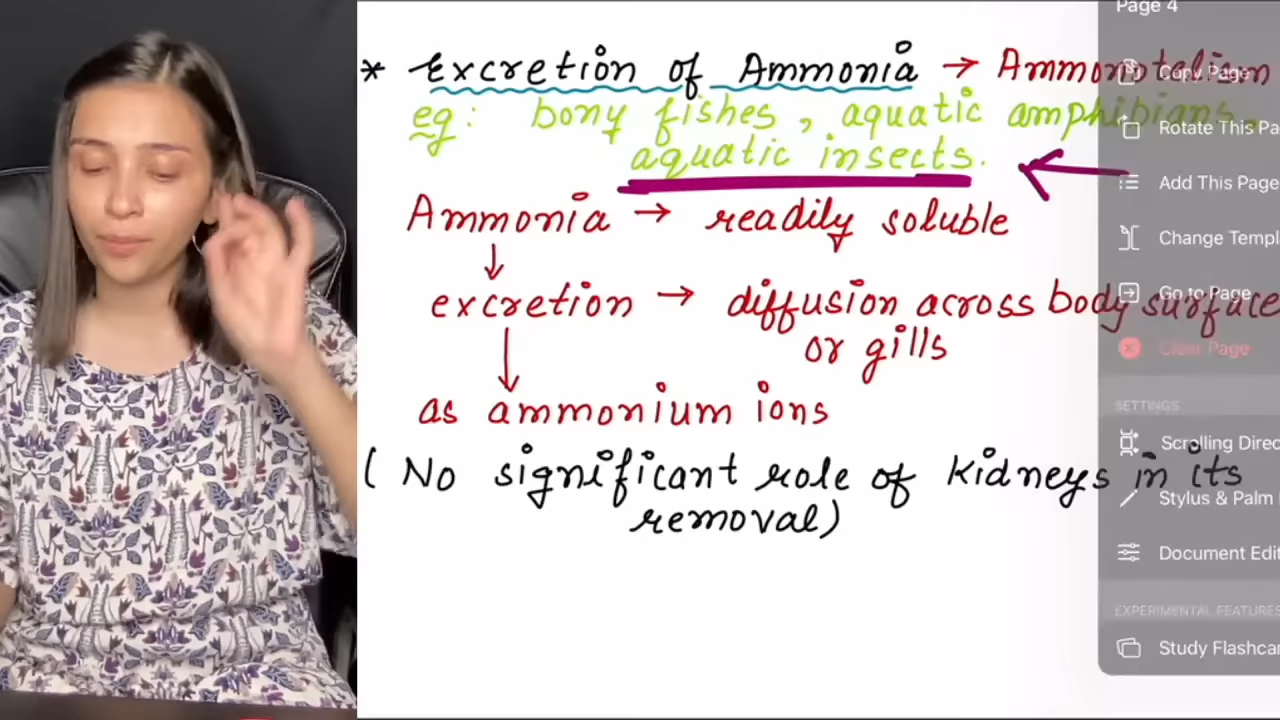 Page 4
* Excretion of Ammonia → Ammonotelism
Copy Page
eg: bony fishes, aquatic amphibians,
Rotate This Pa
aquatic insects.
Add This Page
Ammonia → readily soluble
Change Templ
excretion → diffusion across body surface
Go to Page
or gills
Clear Page
as ammonium ions
SETTINGS
Scrolling Direc
( No significant role of kidneys in its
Stylus & Palm
removal)
Document Edit
EXPERIMENTAL FEATURES
Study Flashcar